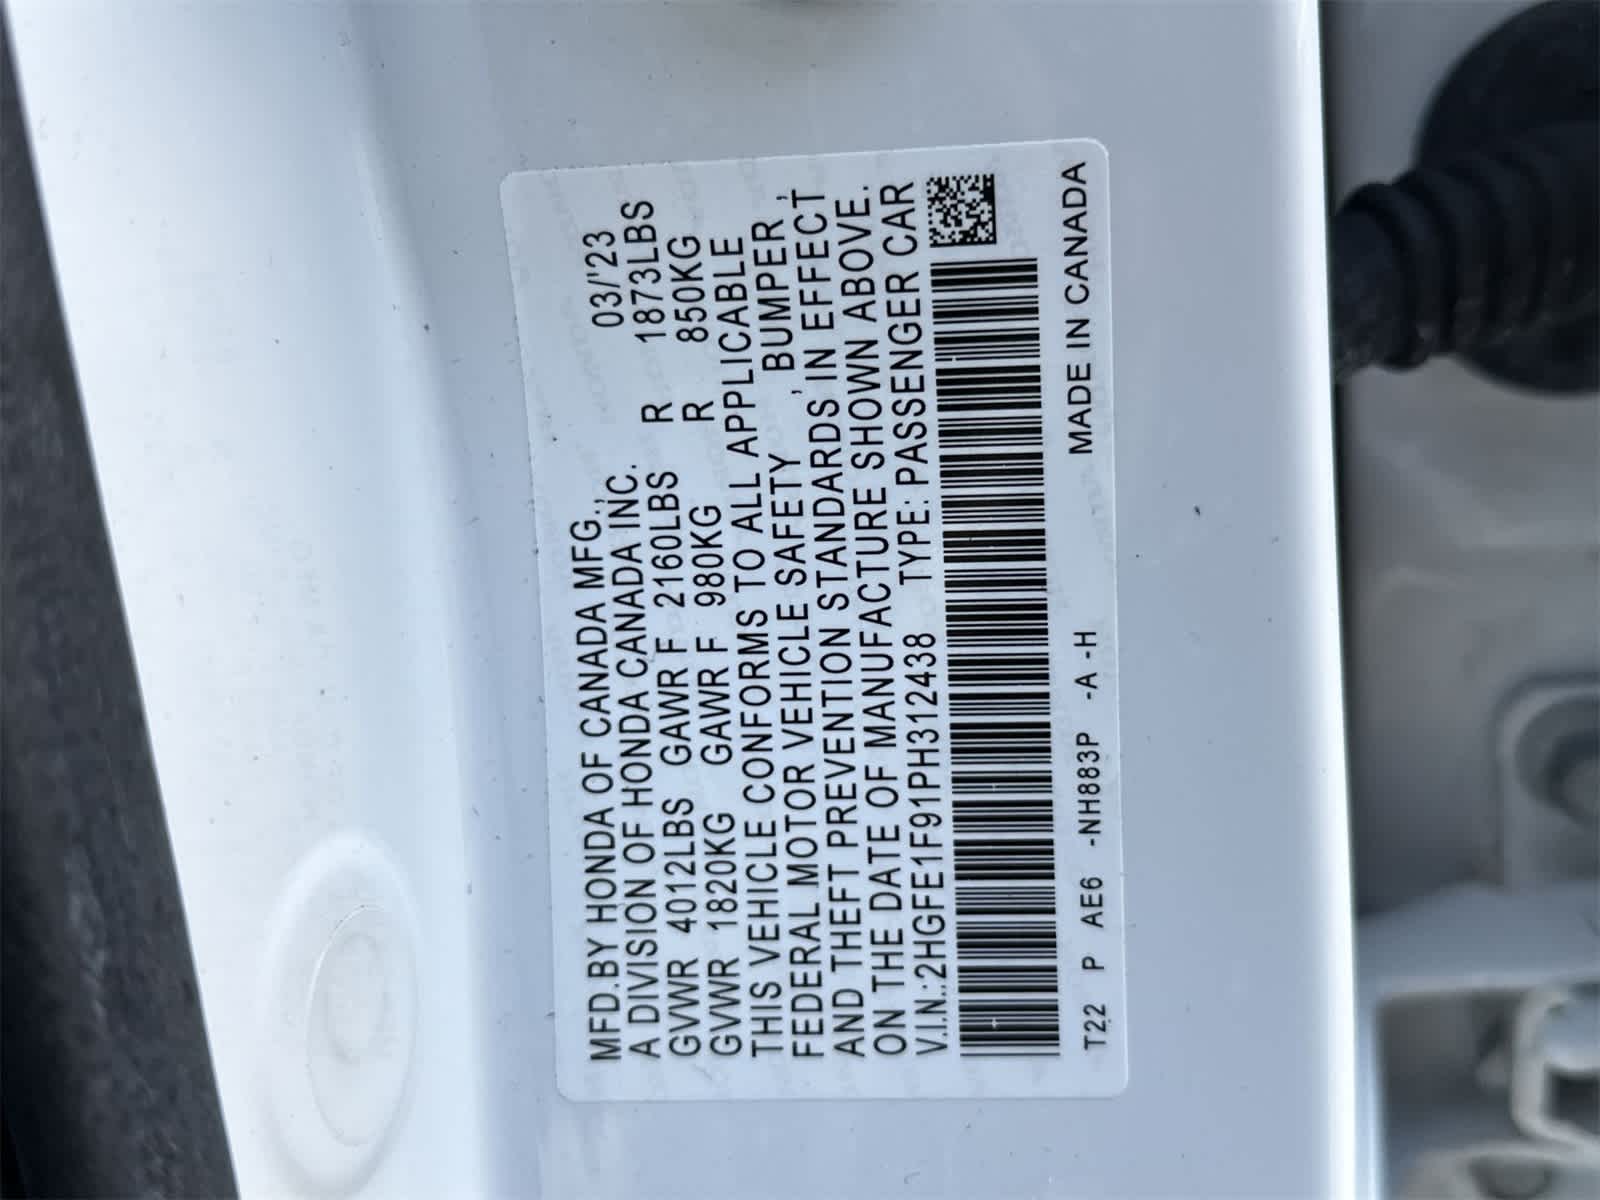 MFD.BY HONDA OF CANADA MFG., 03/'23
A DIVISION OF HONDA CANADA INC.
GVWR 4012LBS GAWR F 2160LBS R 1873LBS
GVWR 1820KG GAWR F 980KG R 850KG
THIS VEHICLE CONFORMS TO ALL APPLICABLE
FEDERAL MOTOR VEHICLE SAFETY , BUMPER ,
AND THEFT PREVENTION STANDARDS IN EFFECT
ON THE DATE OF MANUFACTURE SHOWN ABOVE.
V.I.N.:2HGFE1F91PH312438 TYPE:PASSENGER CAR
MADE IN CANADA
T22 P AE6 -NH883P -A -H